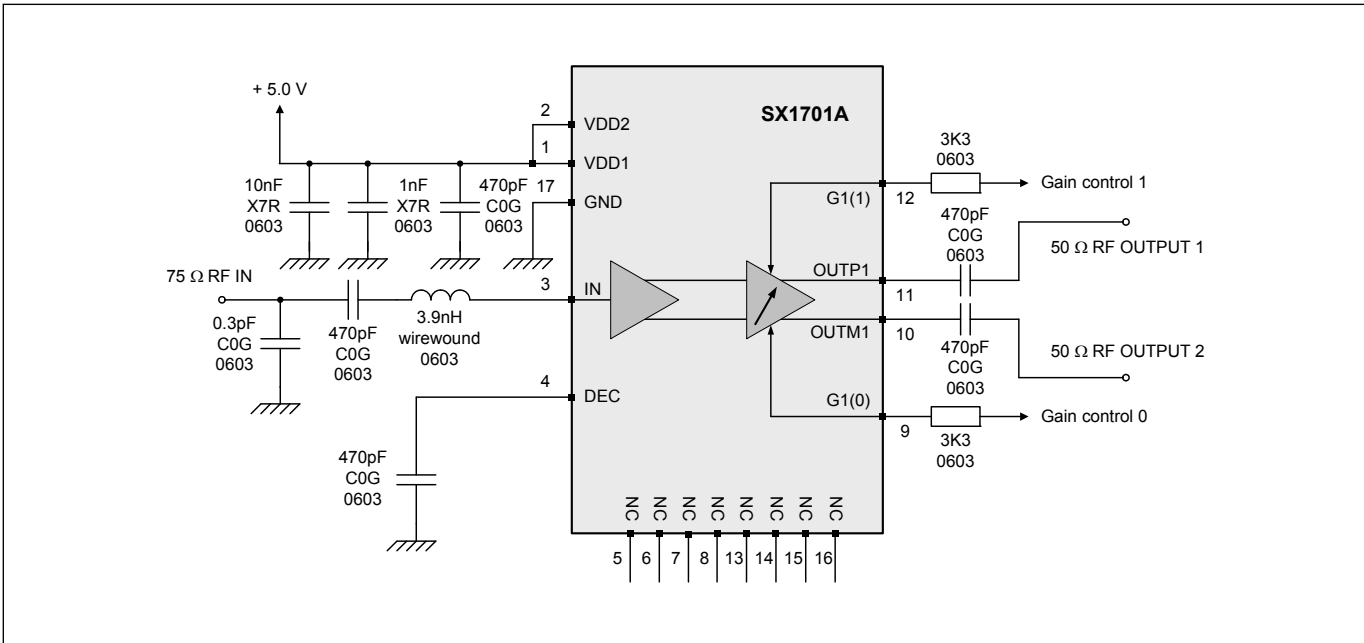 SX1701A
+ 5.0 V
2
VDD2
1
VDD1
17
GND
10nF
X7R
0603
1nF
X7R
0603
470pF
C0G
0603
75 Ω RF IN
3
IN
0.3pF
C0G
0603
470pF
C0G
0603
3.9nH
wirewound
0603
4
DEC
470pF
C0G
0603
3K3
0603
G1(1)
12
Gain control 1
470pF
C0G
0603
50 Ω RF OUTPUT 1
OUTP1
11
OUTM1
10
470pF
C0G
0603
50 Ω RF OUTPUT 2
G1(0)
9
Gain control 0
3K3
0603
NC NC NC NC NC NC NC NC
5 6 7 8 13 14 15 16